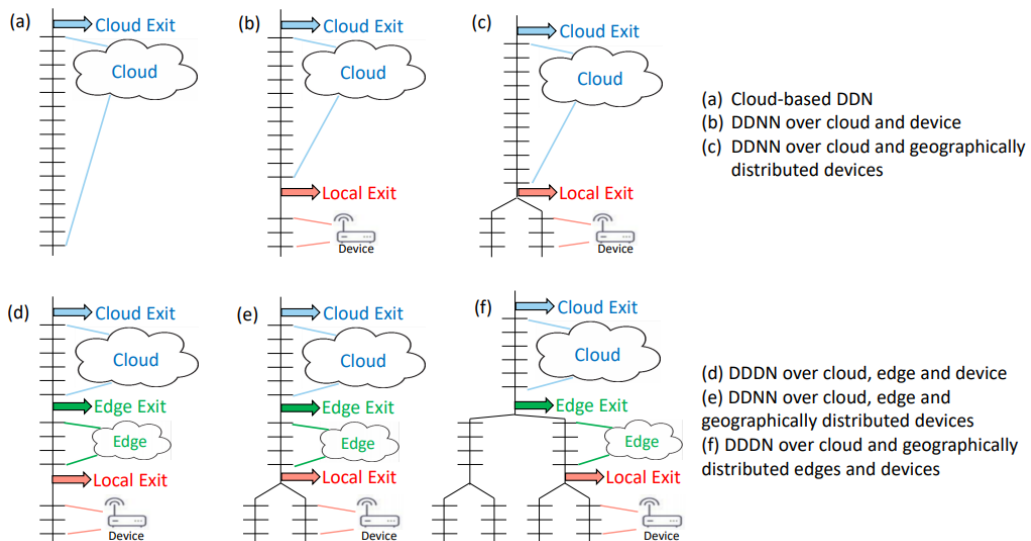 (a)
Cloud Exit
Cloud
(b)
Cloud Exit
Cloud
Local Exit
Device
(c)
Cloud Exit
Cloud
Local Exit
Device
(a) Cloud-based DDN
(b) DDNN over cloud and device
(c) DDNN over cloud and geographically
distributed devices
(d)
Cloud Exit
Cloud
Edge Exit
Edge
Local Exit
Device
(e)
Cloud Exit
Cloud
Edge Exit
Edge
Local Exit
Device
(f)
Cloud Exit
Cloud
Edge Exit
Edge
Local Exit
Device
(d) DDDN over cloud, edge and device
(e) DDNN over cloud, edge and
geographically distributed devices
(f) DDDN over cloud and geographically
distributed edges and devices